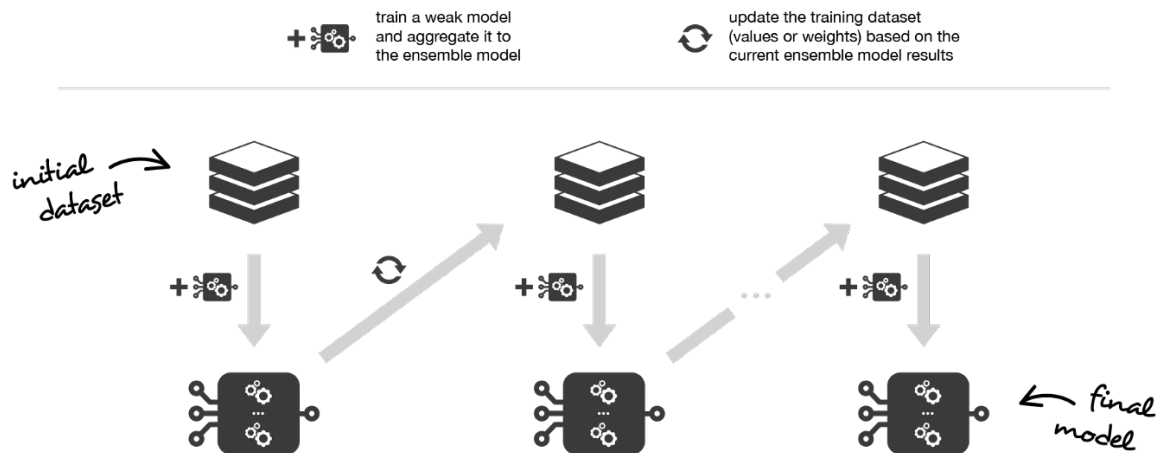 train a weak model
and aggregate it to
the ensemble model
update the training dataset
(values or weights) based on the
current ensemble model results
initial
dataset
final
model